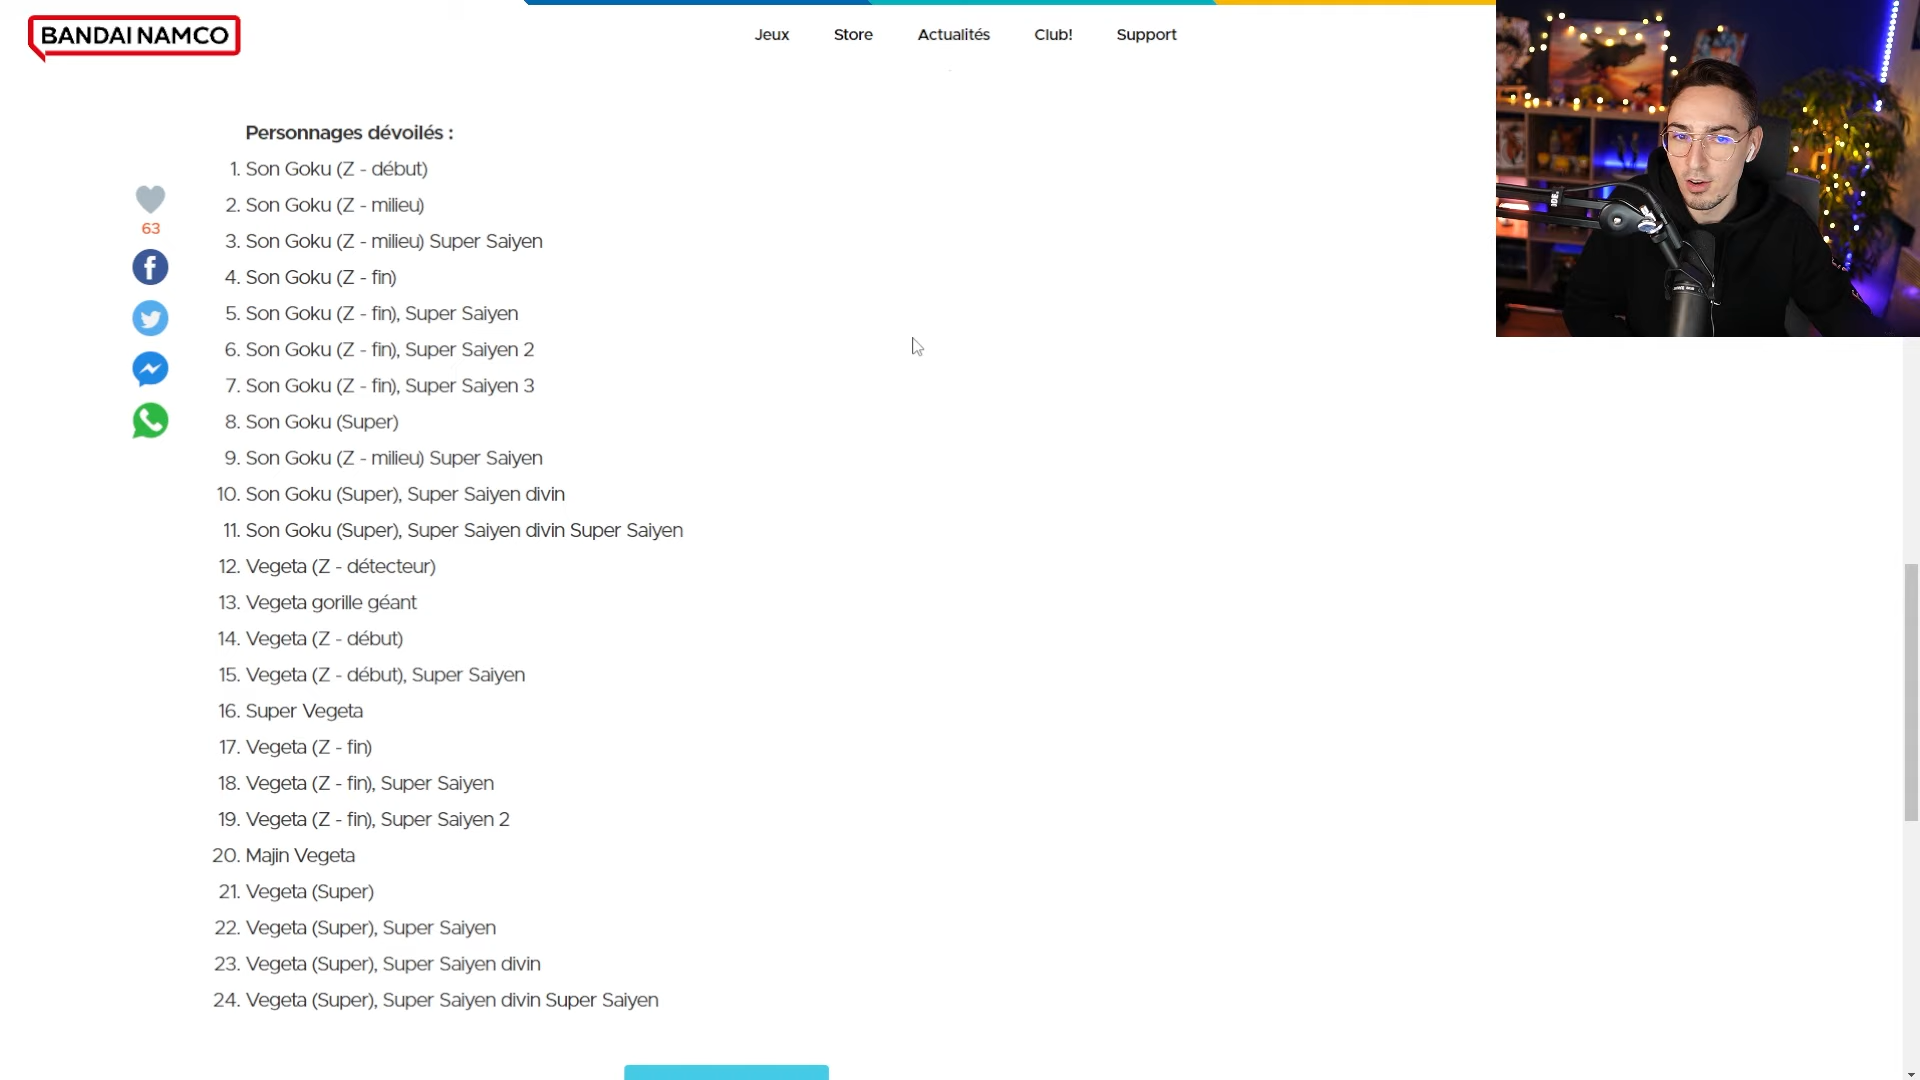 BANDAI NAMCO
Jeux Store Actualités Club! Support
Personnages dévoilés :
1. Son Goku (Z - début)
2. Son Goku (Z - milieu)
3. Son Goku (Z - milieu) Super Saiyen
4. Son Goku (Z - fin)
5. Son Goku (Z - fin), Super Saiyen
6. Son Goku (Z - fin), Super Saiyen 2
7. Son Goku (Z - fin), Super Saiyen 3
8. Son Goku (Super)
9. Son Goku (Z - milieu) Super Saiyen
10. Son Goku (Super), Super Saiyen divin
11. Son Goku (Super), Super Saiyen divin Super Saiyen
12. Vegeta (Z - détecteur)
13. Vegeta gorille géant
14. Vegeta (Z - début)
15. Vegeta (Z - début), Super Saiyen
16. Super Vegeta
17. Vegeta (Z - fin)
18. Vegeta (Z - fin), Super Saiyen
19. Vegeta (Z - fin), Super Saiyen 2
20. Majin Vegeta
21. Vegeta (Super)
22. Vegeta (Super), Super Saiyen
23. Vegeta (Super), Super Saiyen divin
24. Vegeta (Super), Super Saiyen divin Super Saiyen
63